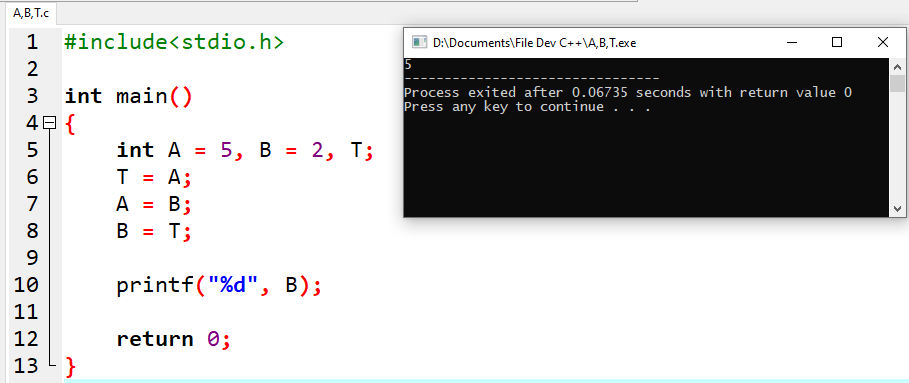 A,B,T.c
1 #include<stdio.h>
2
3 int main()
4 {
5 int A = 5, B = 2, T;
6 T = A;
7 A = B;
8 B = T;
9
10 printf("%d", B);
11
12 return 0;
13 }
D:\Documents\File Dev C++\A,B,T.exe
5
--------------------------------
Process exited after 0.06735 seconds with return value 0
Press any key to continue . . .